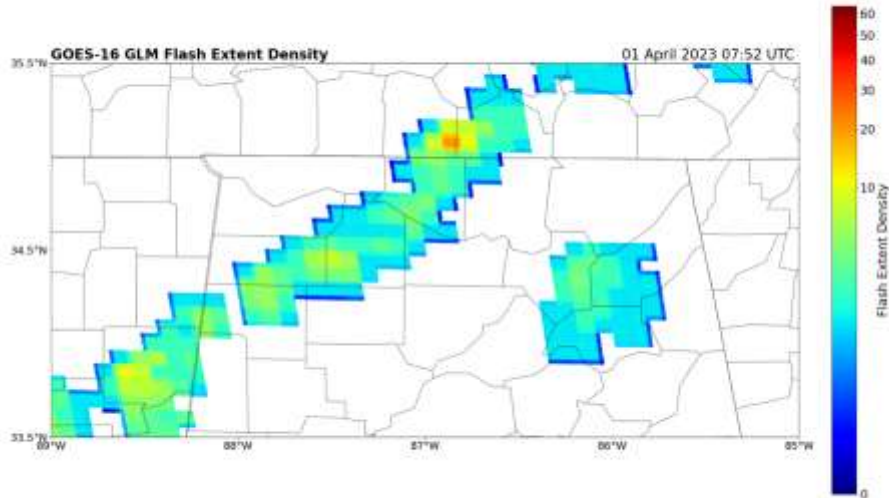 GOES-16 GLM Flash Extent Density
01 April 2023 07:52 UTC
35.5°N
34.5°N
33.5°N
89°W
88°W
87°W
86°W
85°W
60
50
40
30
20
10
0
Flash Extent Density